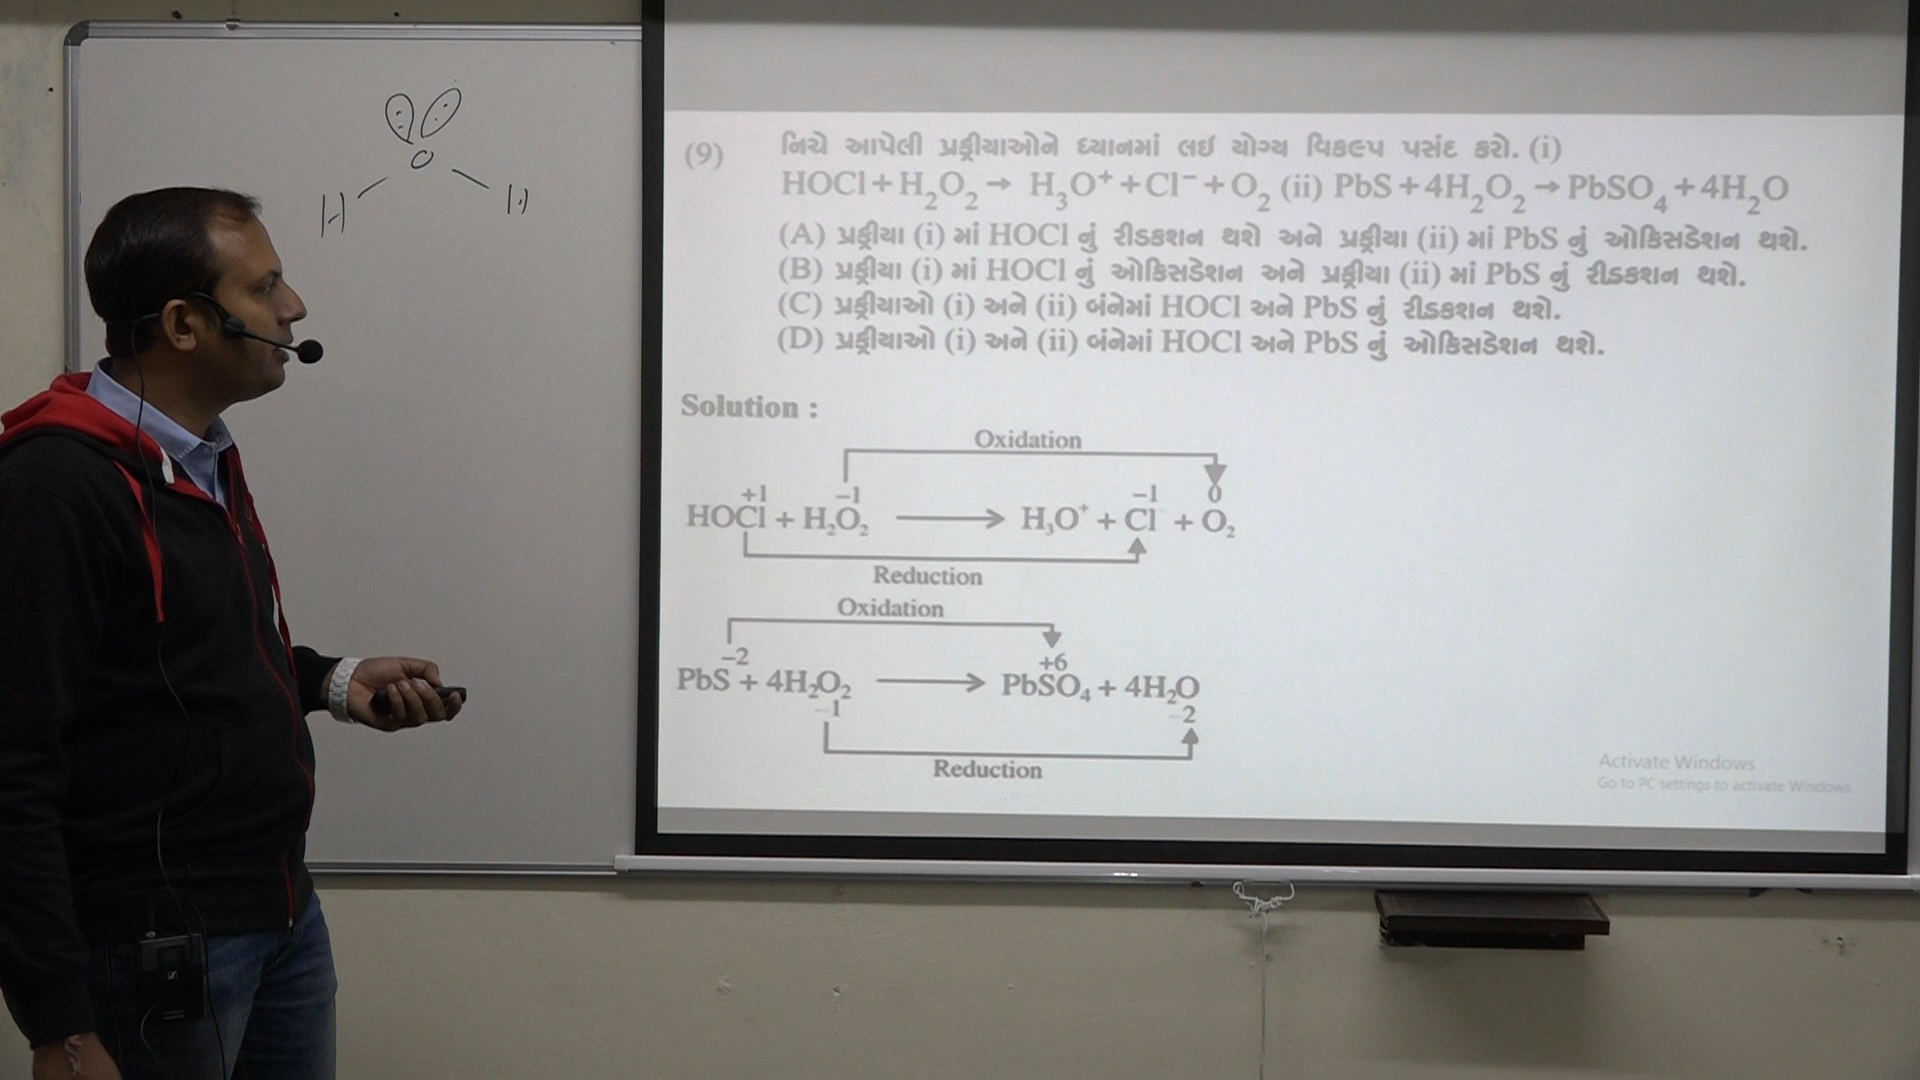 O
H H
(9) નિચે આપેલી પ્રક્રીયાઓને ધ્યાનમાં લઈ યોગ્ય વિકલ્પ પસંદ કરો. (i)
HOCl + H₂O₂ → H₃O⁺ + Cl⁻ + O₂ (ii) PbS + 4H₂O₂ → PbSO₄ + 4H₂O
(A) પ્રક્રીયા (i) માં HOCl નું રીડકશન થશે અને પ્રક્રીયા (ii) માં PbS નું ઓકિસડેશન થશે.
(B) પ્રક્રીયા (i) માં HOCl નું ઓકિસડેશન અને પ્રક્રીયા (ii) માં PbS નું રીડકશન થશે.
(C) પ્રક્રીયાઓ (i) અને (ii) બંનેમાં HOCl અને PbS નું રીડકશન થશે.
(D) પ્રક્રીયાઓ (i) અને (ii) બંનેમાં HOCl અને PbS નું ઓકિસડેશન થશે.
Solution :
Oxidation
+1 −1 −1 0
HOCl + H₂O₂ ⟶ H₃O⁺ + Cl + O₂
Reduction
Oxidation
−2 +6
PbS + 4H₂O₂ ⟶ PbSO₄ + 4H₂O
−1 −2
Reduction
Activate Windows
Go to PC settings to activate Windows.